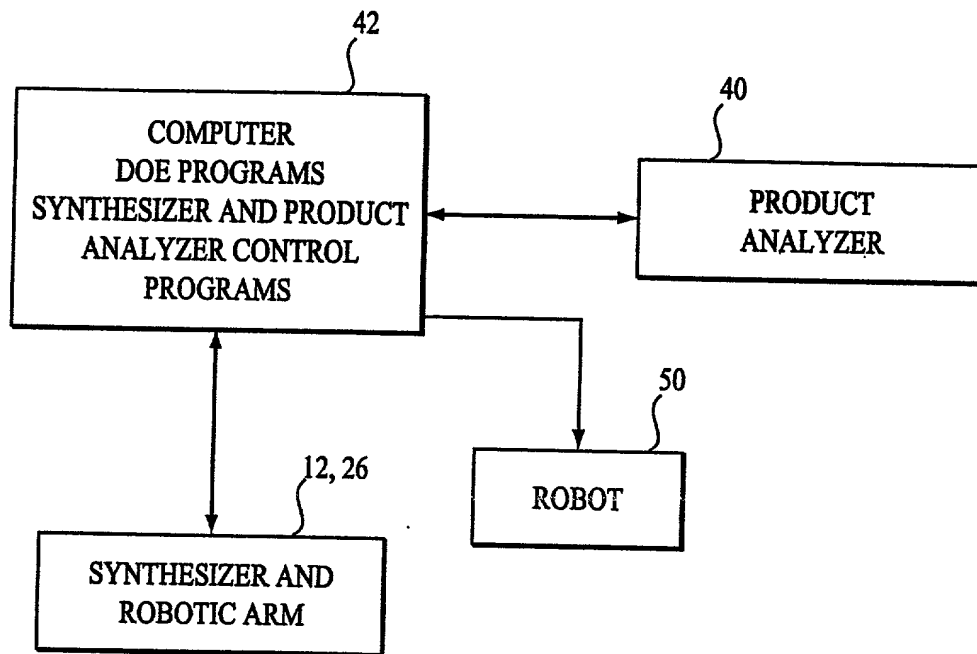 42
COMPUTER
DOE PROGRAMS
SYNTHESIZER AND PRODUCT
ANALYZER CONTROL
PROGRAMS
40
PRODUCT
ANALYZER
50
ROBOT
12, 26
SYNTHESIZER AND
ROBOTIC ARM